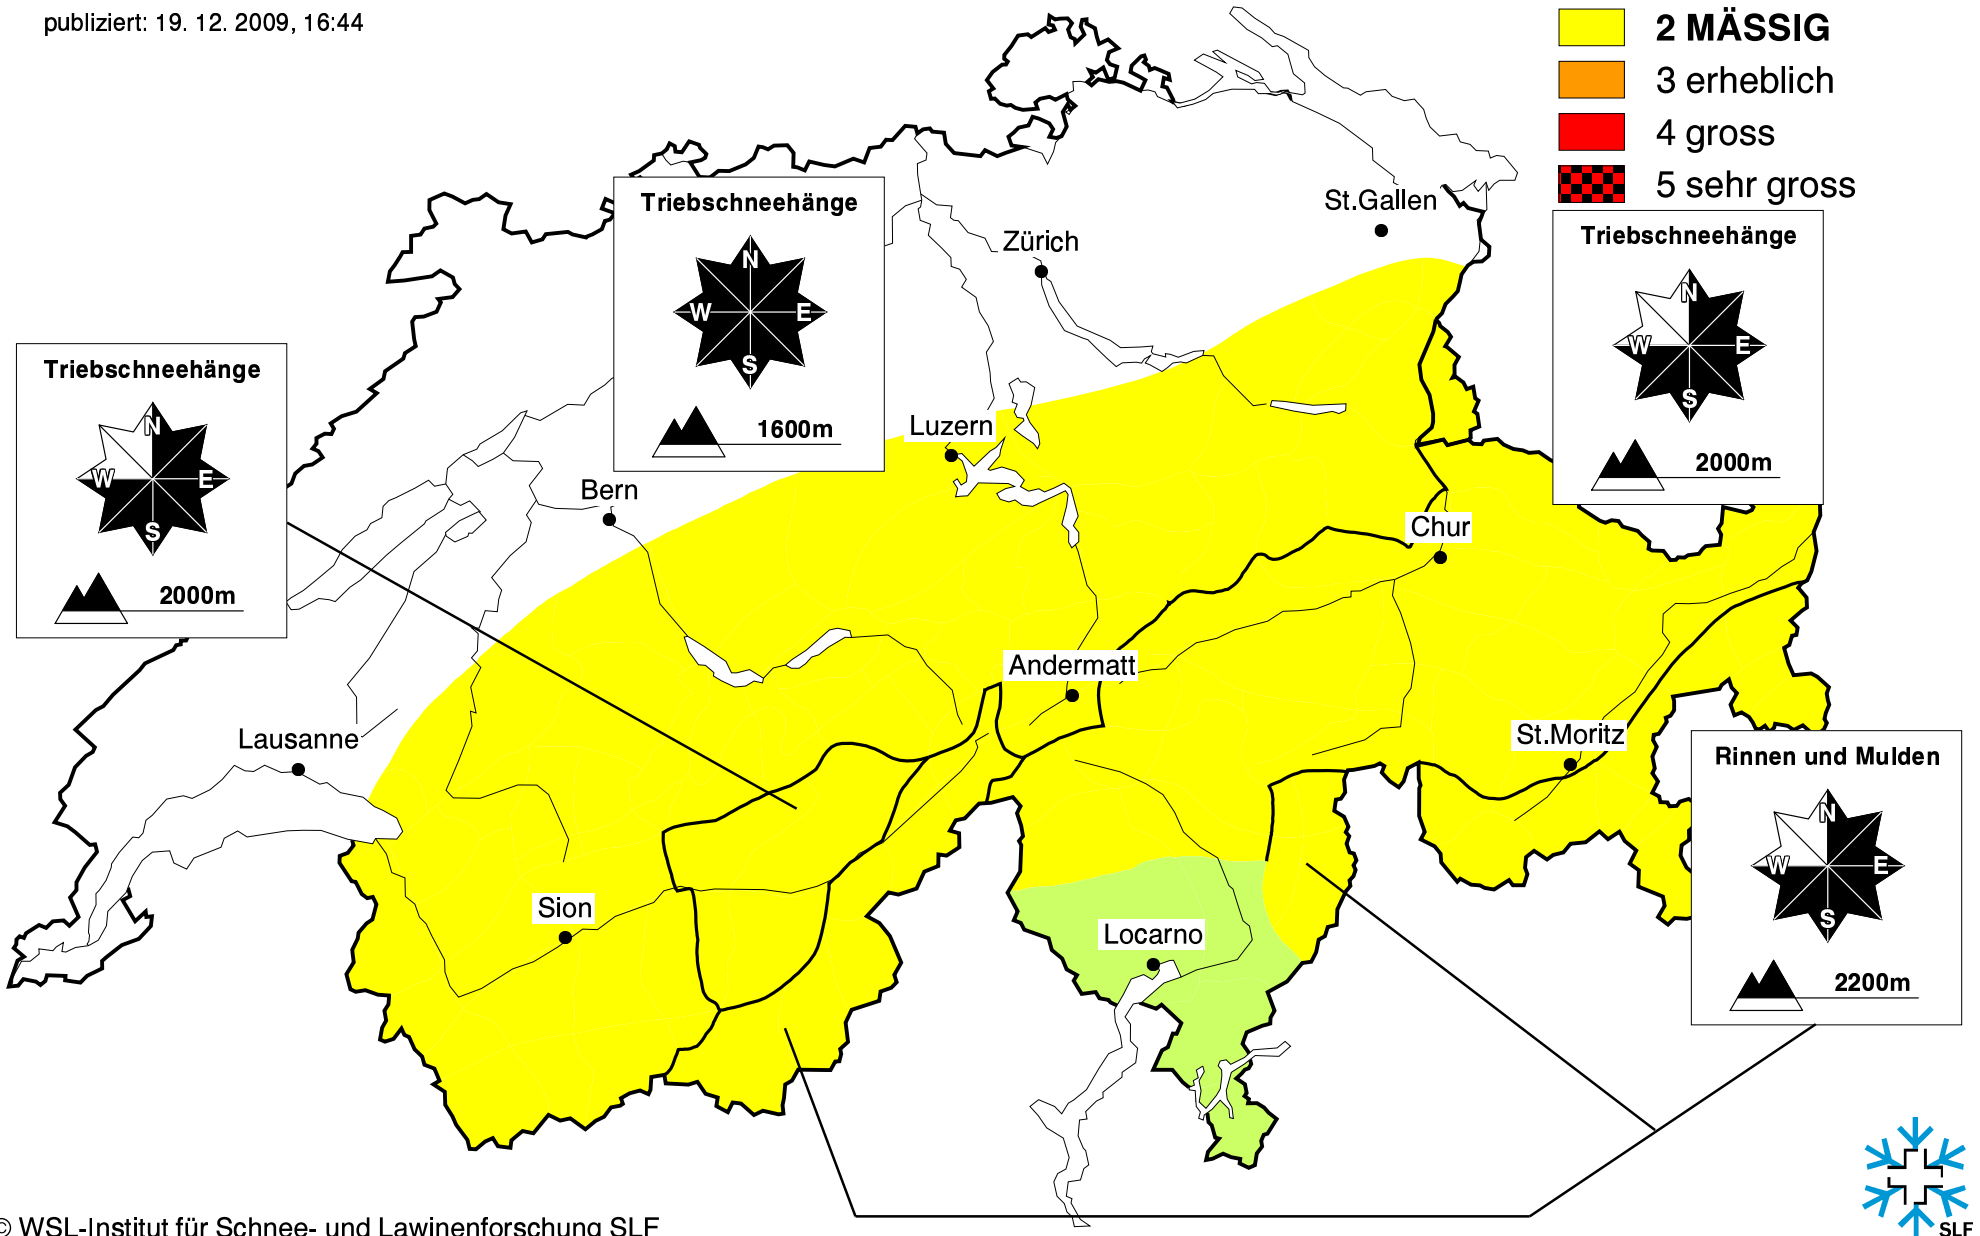 publiziert: 19. 12. 2009, 16:44
2 MÄSSIG
3 erheblich
4 gross
5 sehr gross
Triebschneehänge
N
W
E
S
1600m
St.Gallen
Zürich
Triebschneehänge
N
W
E
S
2000m
Triebschneehänge
N
W
E
S
2000m
Luzern
Bern
Chur
Andermatt
Lausanne
St.Moritz
Rinnen und Mulden
N
W
E
S
2200m
Sion
Locarno
© WSL-Institut für Schnee- und Lawinenforschung SLF
SLF